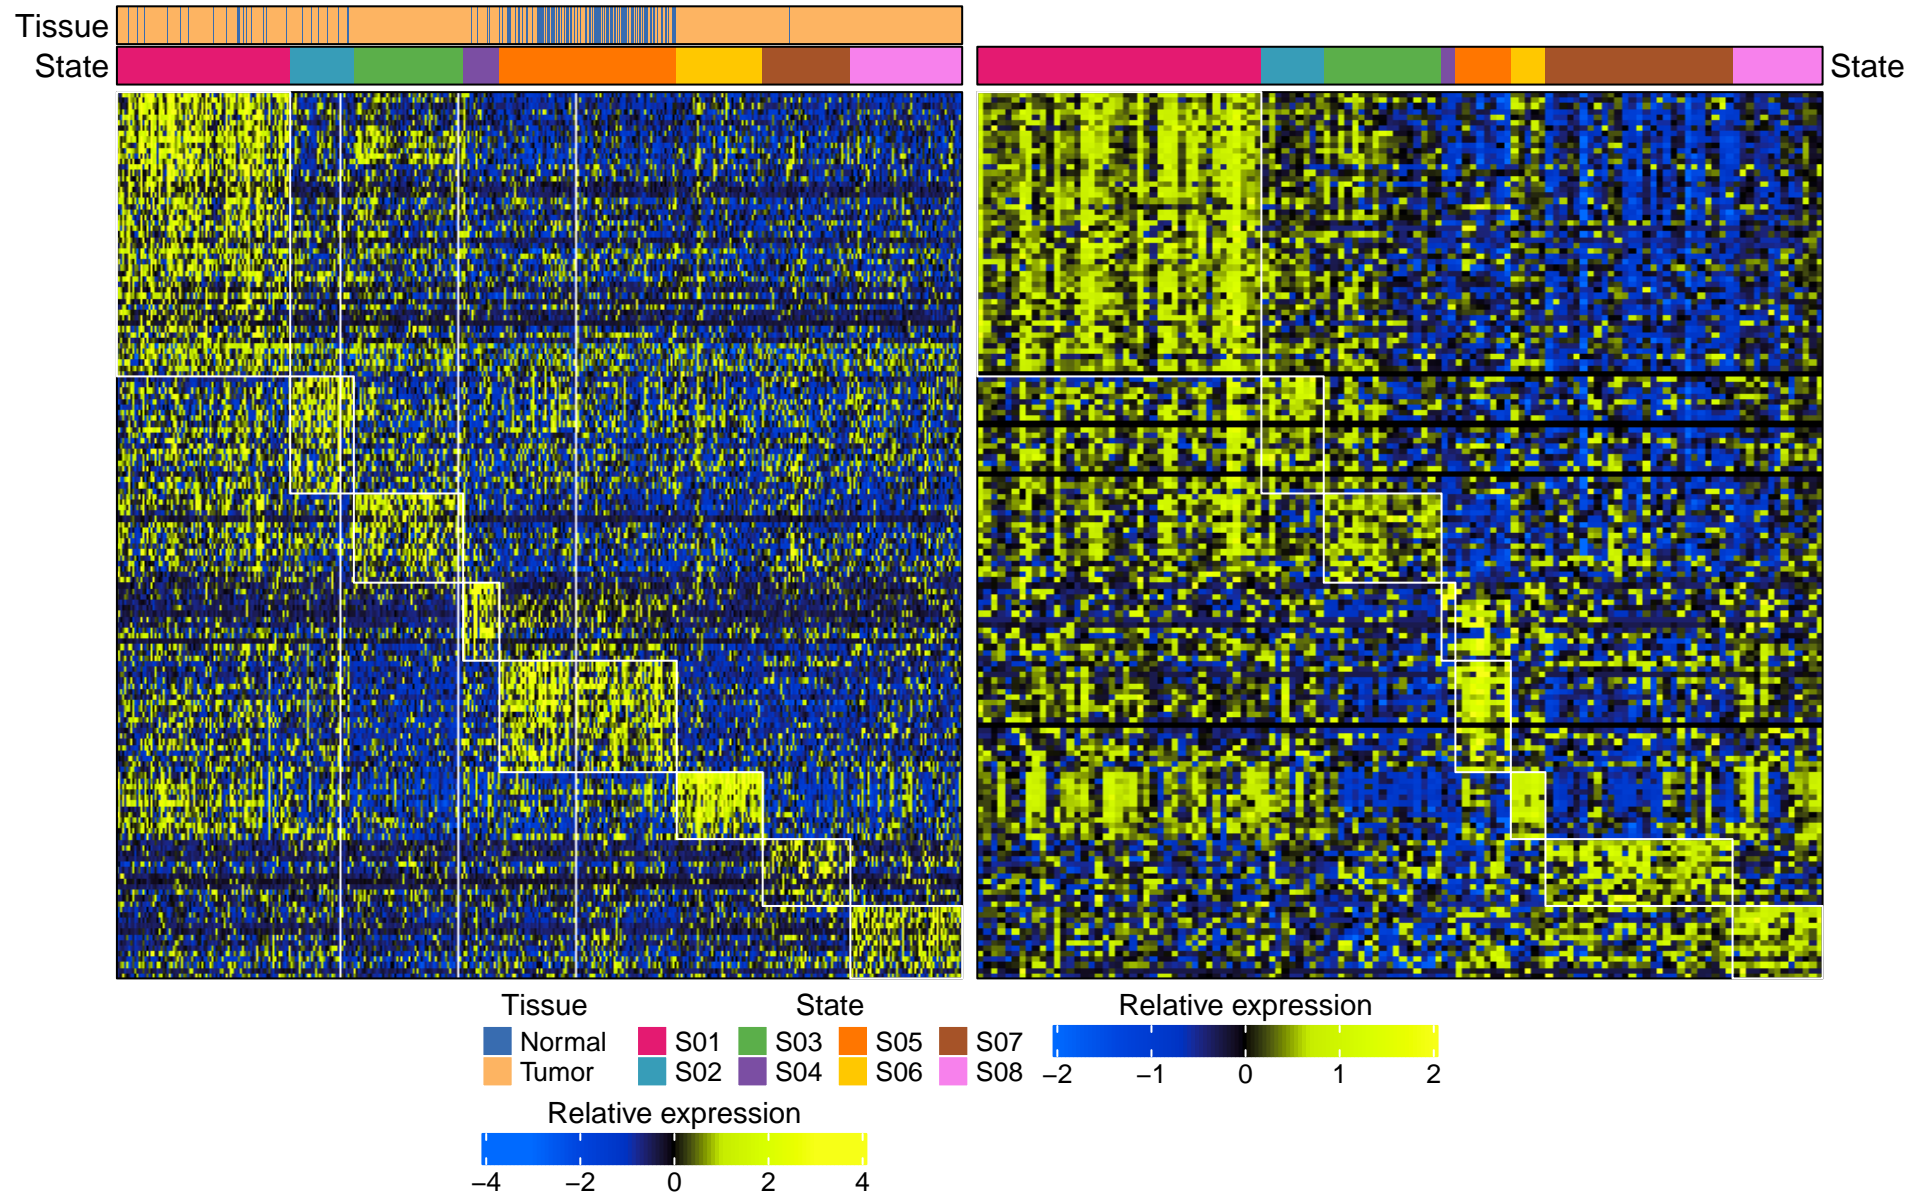 Tissue
State
State
Tissue State Relative expression
Normal S01 S03 S05 S07
Tumor S02 S04 S06 S08
−2 −1 0 1 2
Relative expression
−4 −2 0 2 4